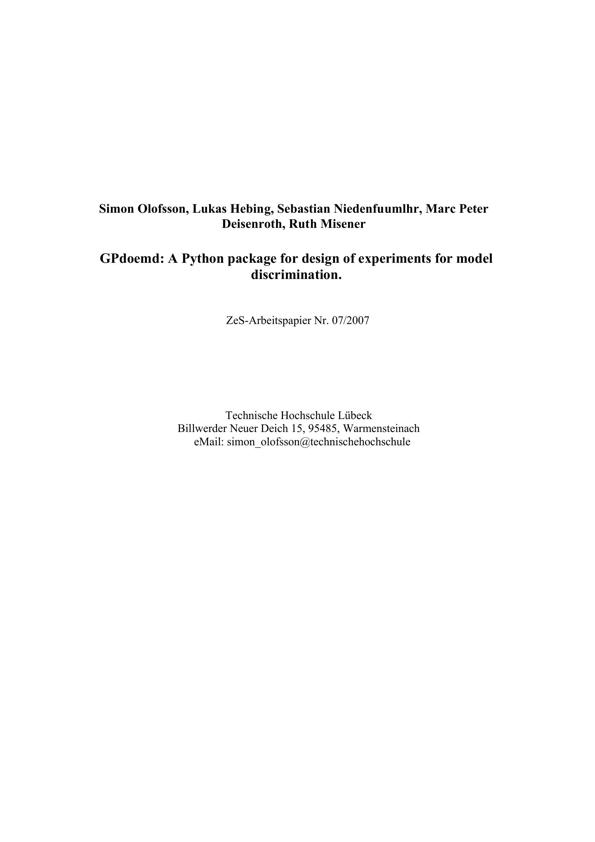 Simon Olofsson, Lukas Hebing, Sebastian Niedenfuumlhr, Marc Peter
Deisenroth, Ruth Misener
GPdoemd: A Python package for design of experiments for model
discrimination.
ZeS-Arbeitspapier Nr. 07/2007
Technische Hochschule Lübeck
Billwerder Neuer Deich 15, 95485, Warmensteinach
eMail: simon_olofsson@technischehochschule